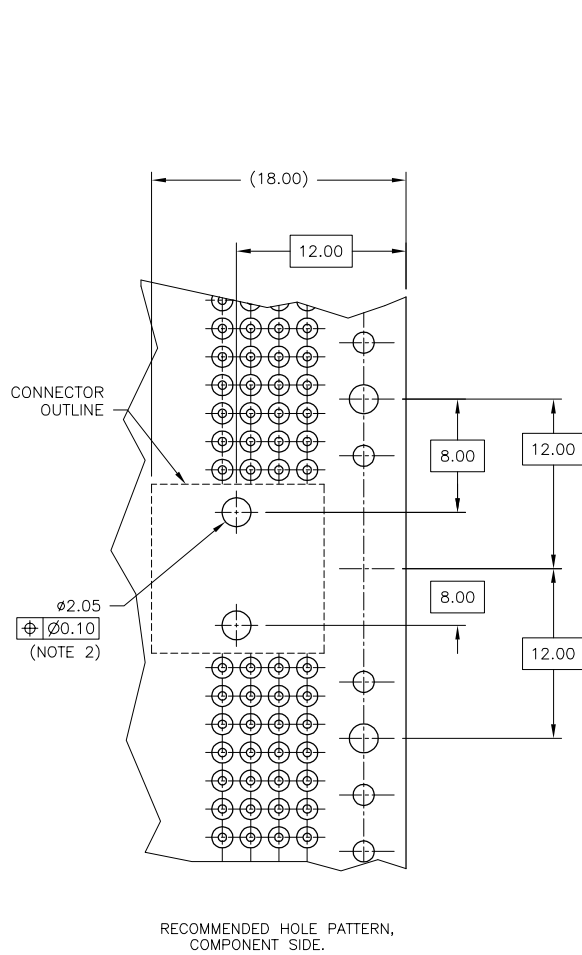 (18.00)
12.00
CONNECTOR
OUTLINE
8.00
12.00
ø2.05
⌖ Ø0.10
(NOTE 2)
8.00
12.00
RECOMMENDED HOLE PATTERN,
COMPONENT SIDE.